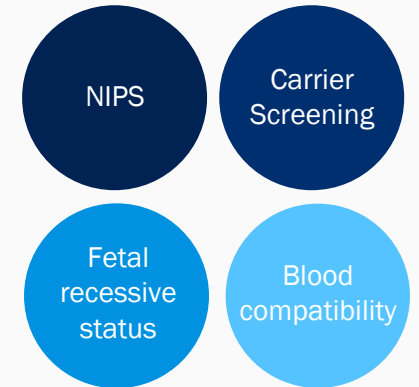 NIPS
Carrier
Screening
Fetal
recessive
status
Blood
compatibility